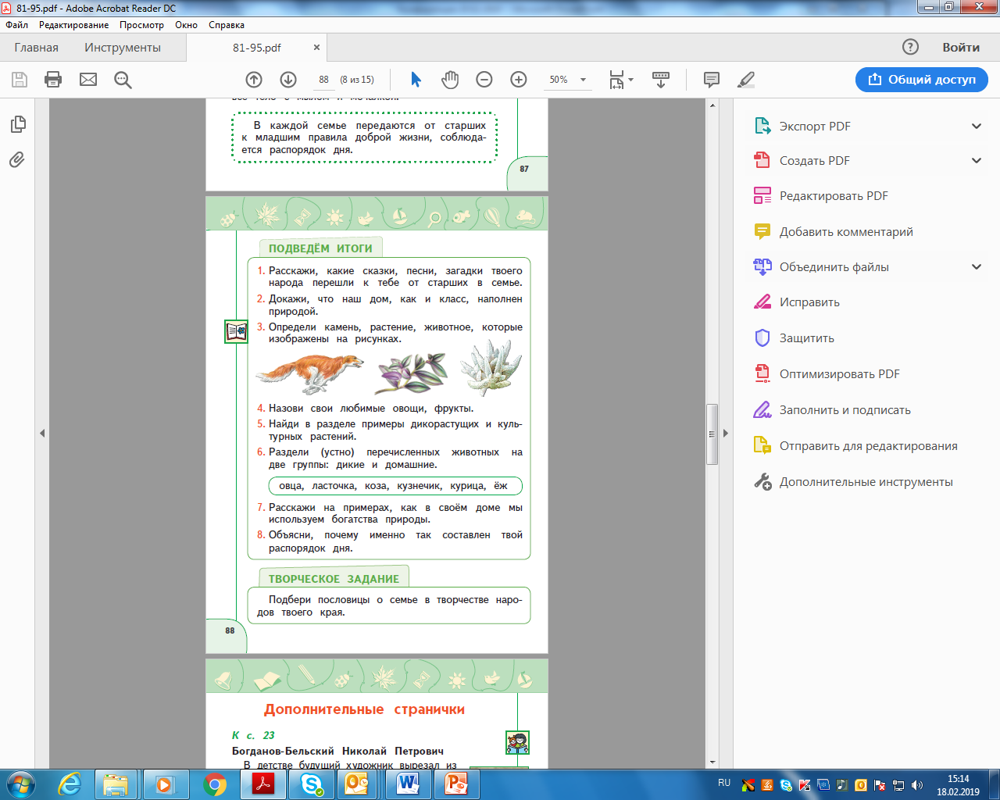 81-95.pdf - Adobe Acrobat Reader DC
Файл Редактирование Просмотр Окно Справка
Главная Инструменты 81-95.pdf × Войти
88 (8 из 15) 50% Общий доступ
В каждой семье передаются от старших
к младшим правила доброй жизни, соблюда-
ется распорядок дня.
87
ПОДВЕДЁМ ИТОГИ
1. Расскажи, какие сказки, песни, загадки твоего
народа перешли к тебе от старших в семье.
2. Докажи, что наш дом, как и класс, наполнен
природой.
3. Определи камень, растение, животное, которые
изображены на рисунках.
4. Назови свои любимые овощи, фрукты.
5. Найди в разделе примеры дикорастущих и куль-
турных растений.
6. Раздели (устно) перечисленных животных на
две группы: дикие и домашние.
овца, ласточка, коза, кузнечик, курица, ёж
7. Расскажи на примерах, как в своём доме мы
используем богатства природы.
8. Объясни, почему именно так составлен твой
распорядок дня.
ТВОРЧЕСКОЕ ЗАДАНИЕ
Подбери пословицы о семье в творчестве наро-
дов твоего края.
88
Дополнительные странички
К с. 23
Богданов-Бельский Николай Петрович
В детстве будущий художник вырезал из
Экспорт PDF
Создать PDF
Редактировать PDF
Добавить комментарий
Объединить файлы
Исправить
Защитить
Оптимизировать PDF
Заполнить и подписать
Отправить для редактирования
Дополнительные инструменты
RU
15:14
18.02.2019